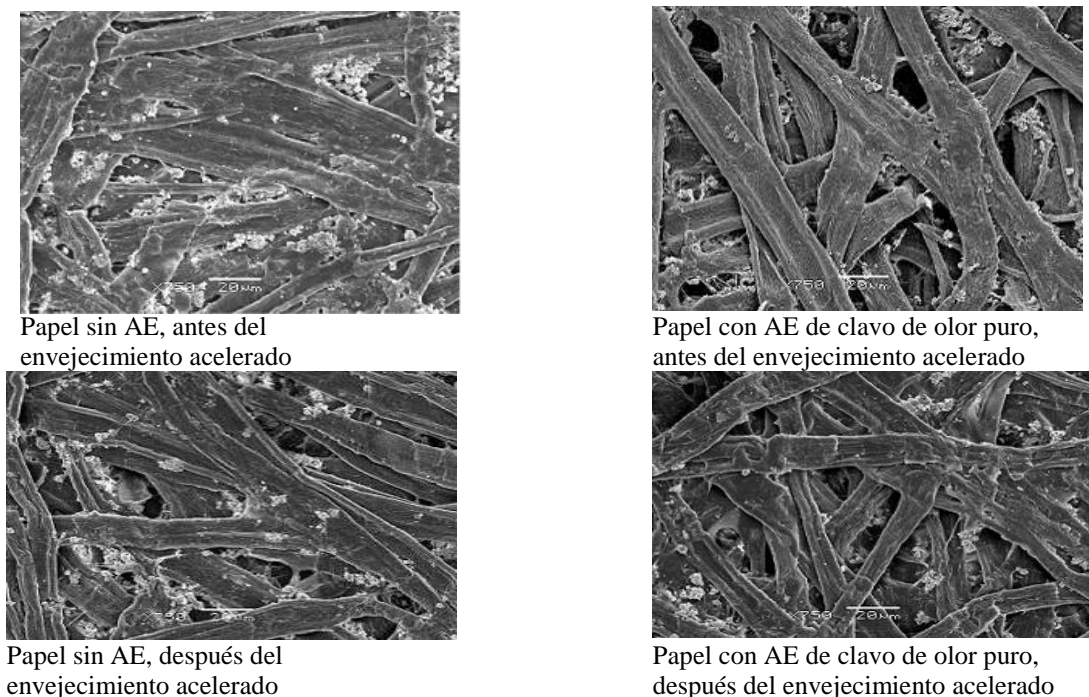 X750 20µm
X750 20µm
Papel sin AE, antes del
envejecimiento acelerado
Papel con AE de clavo de olor puro,
antes del envejecimiento acelerado
X750 20µm
X750 20µm
Papel sin AE, después del
envejecimiento acelerado
Papel con AE de clavo de olor puro,
después del envejecimiento acelerado